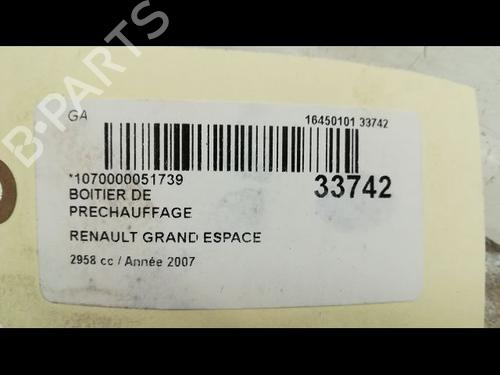 GA
16450101 33742
*1070000051739
33742
BOITIER DE
PRECHAUFFAGE
RENAULT GRAND ESPACE
2958 cc / Année 2007
B-PARTS